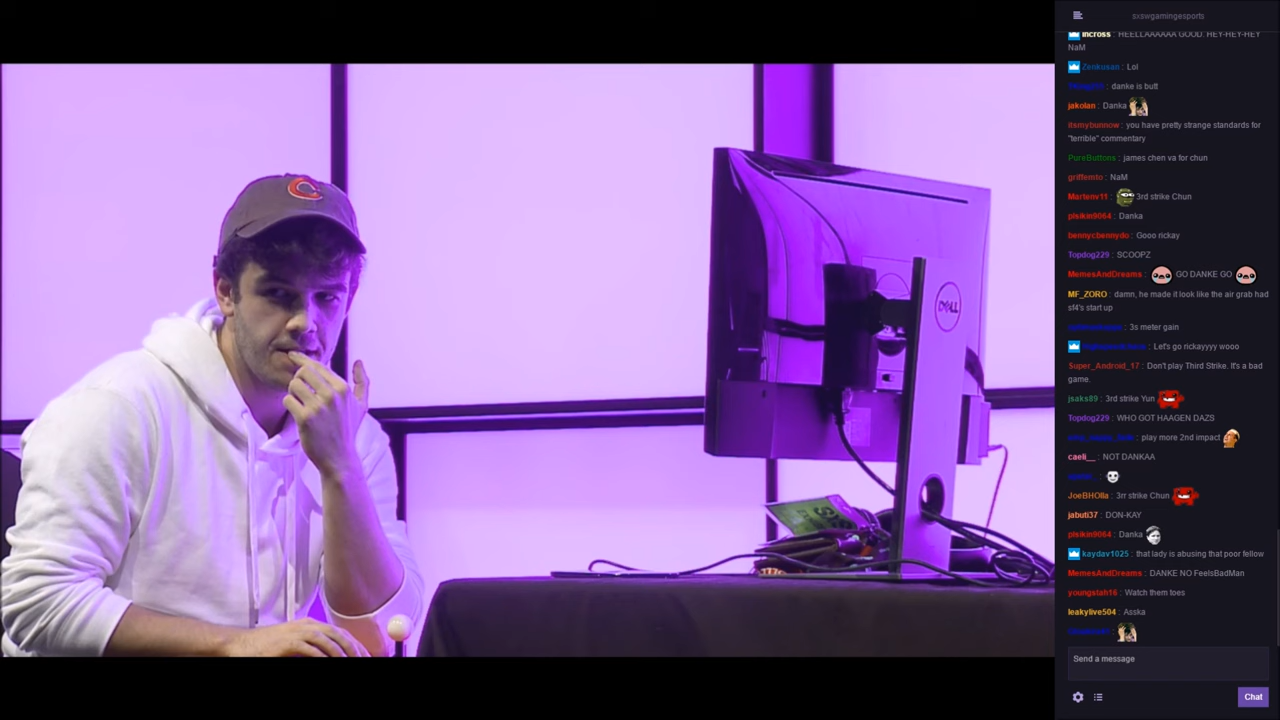 sxswgamingesports
incross : HEELLAAAAAA GOOD. HEY-HEY-HEY
NaM
Zenkusan : Lol
: danke is butt
jakolan : Danka
itsmybunnow : you have pretty strange standards for
"terrible" commentary
PureButtons : james chen va for chun
griffernto : NaM
Martenv11 : 3rd strike Chun
plsikin9064 : Danka
bennycbennydo : Gooo rickay
Topdog229 : SCOOPZ
MemesAndDreams : GO DANKE GO
MF_ZORO : damn, he made it look like the air grab had
sf4's start up
: 3s meter gain
: Let's go rickayyyy wooo
Super_Android_17 : Don't play Third Strike. It's a bad
game.
jsaks89 : 3rd strike Yun
Topdog229 : WHO GOT HAAGEN DAZS
: play more 2nd impact
caeli__ : NOT DANKAA
:
JoeBHOlla : 3rr strike Chun
jabuti37 : DON-KAY
plsikin9064 : Danka
kaydav1025 : that lady is abusing that poor fellow
MemesAndDreams : DANKE NO FeelsBadMan
youngstah16 : Watch them toes
leakylive504 : Asska
:
Send a message
Chat
C
DELL